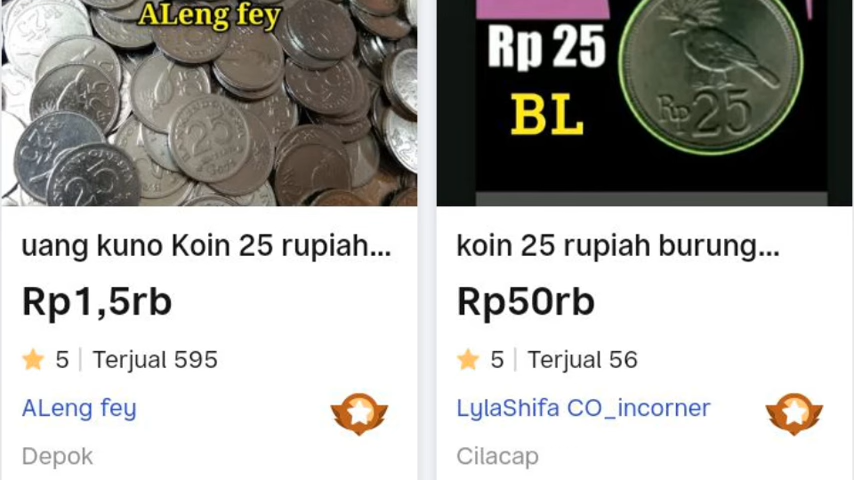 ALeng fey
Rp 25
BL
Rp25
25
uang kuno Koin 25 rupiah...
Rp1,5rb
5 | Terjual 595
ALeng fey
Depok
koin 25 rupiah burung...
Rp50rb
5 | Terjual 56
LylaShifa CO_incorner
Cilacap